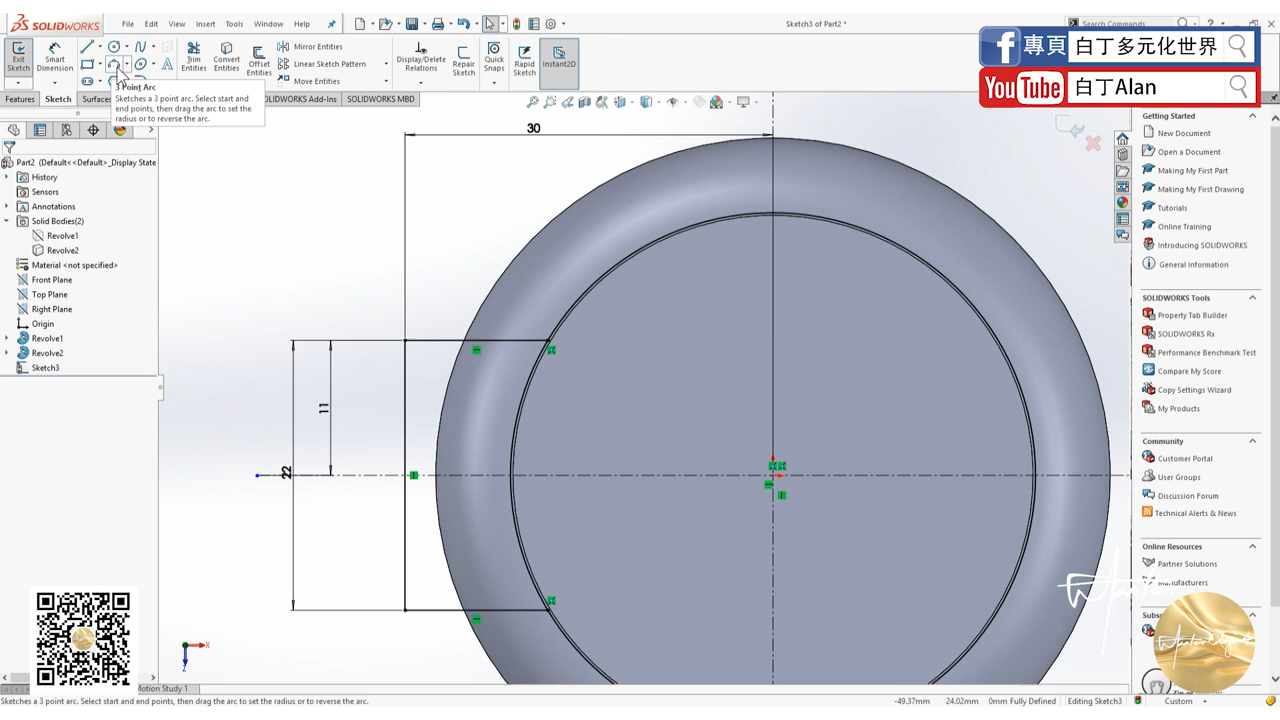 SOLIDWORKS
File Edit View Insert Tools Window Help
Sketch3 of Part2 *
Search Commands
Exit Sketch
Smart Dimension
Trim Entities
Convert Entities
Offset Entities
Mirror Entities
Linear Sketch Pattern
Move Entities
Display/Delete Relations
Repair Sketch
Quick Snaps
Rapid Sketch
Instant2D
專頁 白丁多元化世界
YouTube 白丁Alan
3 Point Arc
Sketches a 3 point arc. Select start and
end points, then drag the arc to set the
radius or to reverse the arc.
Features Sketch Surfaces OLIDWORKS Add-Ins SOLIDWORKS MBD
Part2 (Default<<Default>_Display State
History
Sensors
Annotations
Solid Bodies(2)
Revolve1
Revolve2
Material <not specified>
Front Plane
Top Plane
Right Plane
Origin
Revolve1
Revolve2
Sketch3
30
11
22
X
Z
Getting Started
New Document
Open a Document
Making My First Part
Making My First Drawing
Tutorials
Online Training
Introducing SOLIDWORKS
General Information
SOLIDWORKS Tools
Property Tab Builder
SOLIDWORKS Rx
Performance Benchmark Test
Compare My Score
Copy Settings Wizard
My Products
Community
Customer Portal
User Groups
Discussion Forum
Technical Alerts & News
Online Resources
Partner Solutions
Manufacturers
Motion Study 1
Sketches a 3 point arc. Select start and end points, then drag the arc to set the radius or to reverse the arc.
-49.37mm 24.02mm 0mm Fully Defined Editing Sketch3 Custom